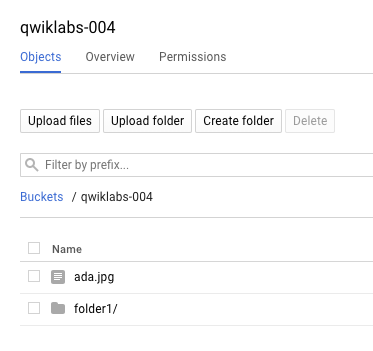 qwiklabs-004
Objects Overview Permissions
Upload files Upload folder Create folder Delete
Filter by prefix...
Buckets / qwiklabs-004
Name
ada.jpg
folder1/